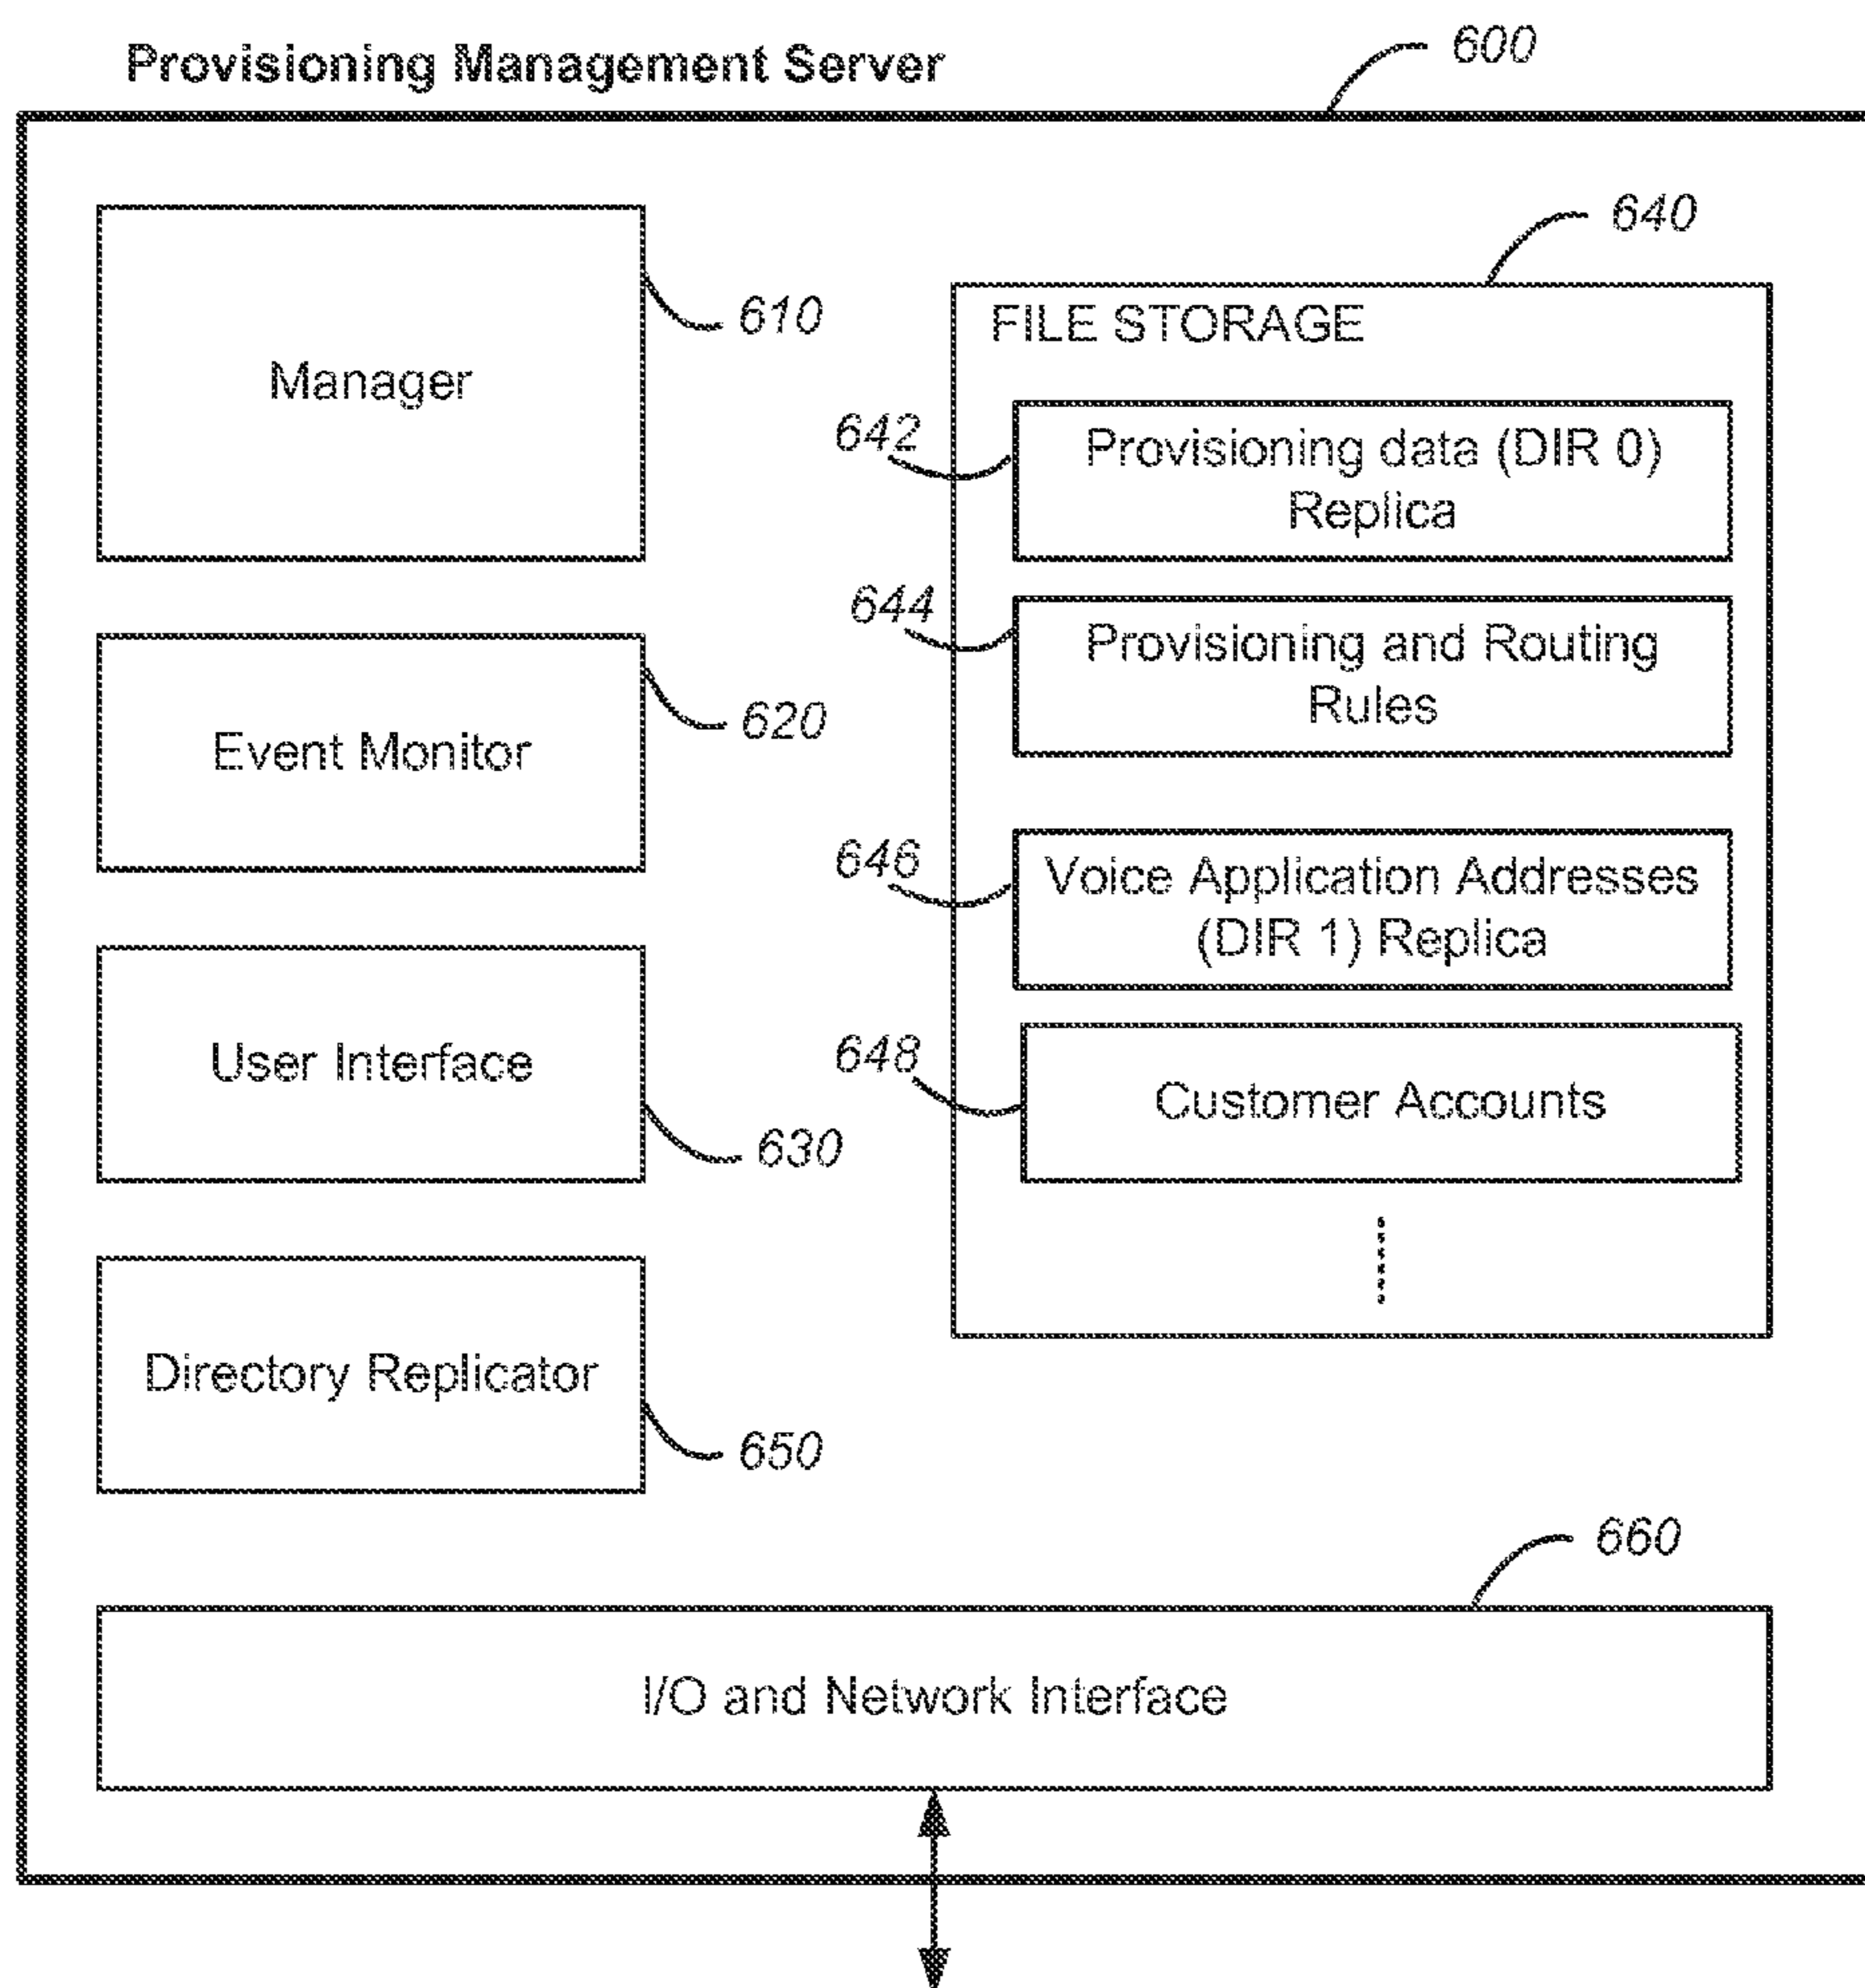 Provisioning Management Server
600
Manager
610
Event Monitor
620
User Interface
630
Directory Replicator
650
640
FILE STORAGE
642
Provisioning data (DIR 0)
Replica
644
Provisioning and Routing
Rules
646
Voice Application Addresses
(DIR 1) Replica
648
Customer Accounts
660
I/O and Network Interface